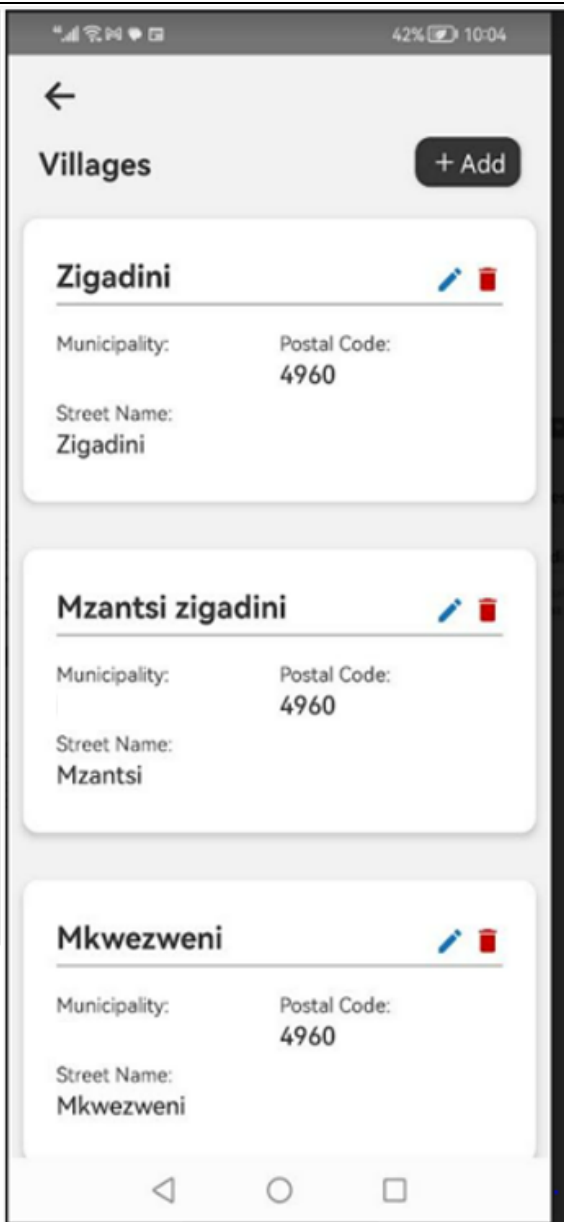 42% 10:04
Villages
+ Add
Zigadini
Municipality: Postal Code:
4960
Street Name:
Zigadini
Mzantsi zigadini
Municipality: Postal Code:
4960
Street Name:
Mzantsi
Mkwezweni
Municipality: Postal Code:
4960
Street Name:
Mkwezweni